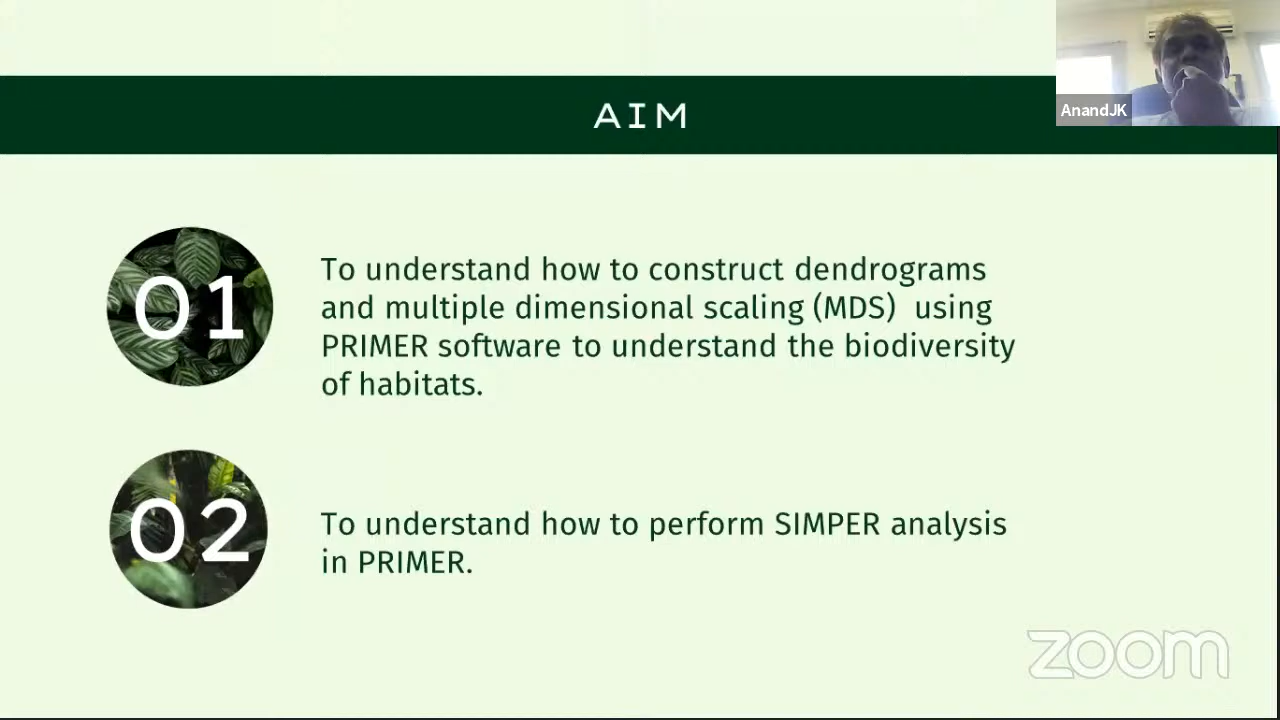 AIM
AnandJK
01
To understand how to construct dendrograms
and multiple dimensional scaling (MDS)  using
PRIMER software to understand the biodiversity
of habitats.
02
To understand how to perform SIMPER analysis
in PRIMER.
zoom